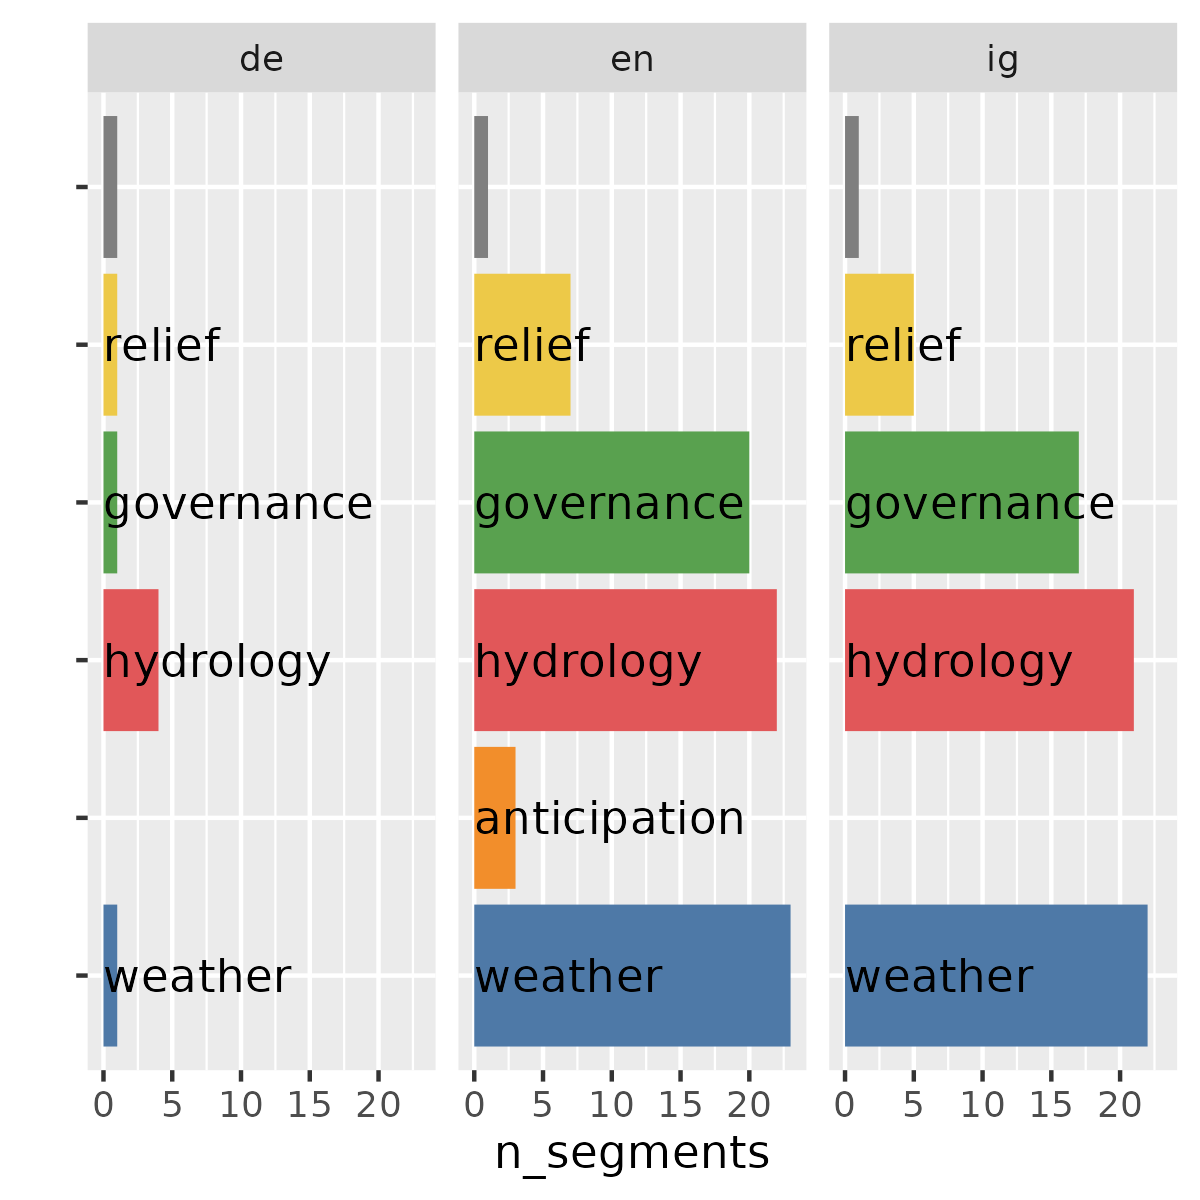 de en ig
relief relief relief
governance governance governance
hydrology hydrology hydrology
anticipation
weather weather weather
0 5 10 15 20 0 5 10 15 20 0 5 10 15 20
n_segments